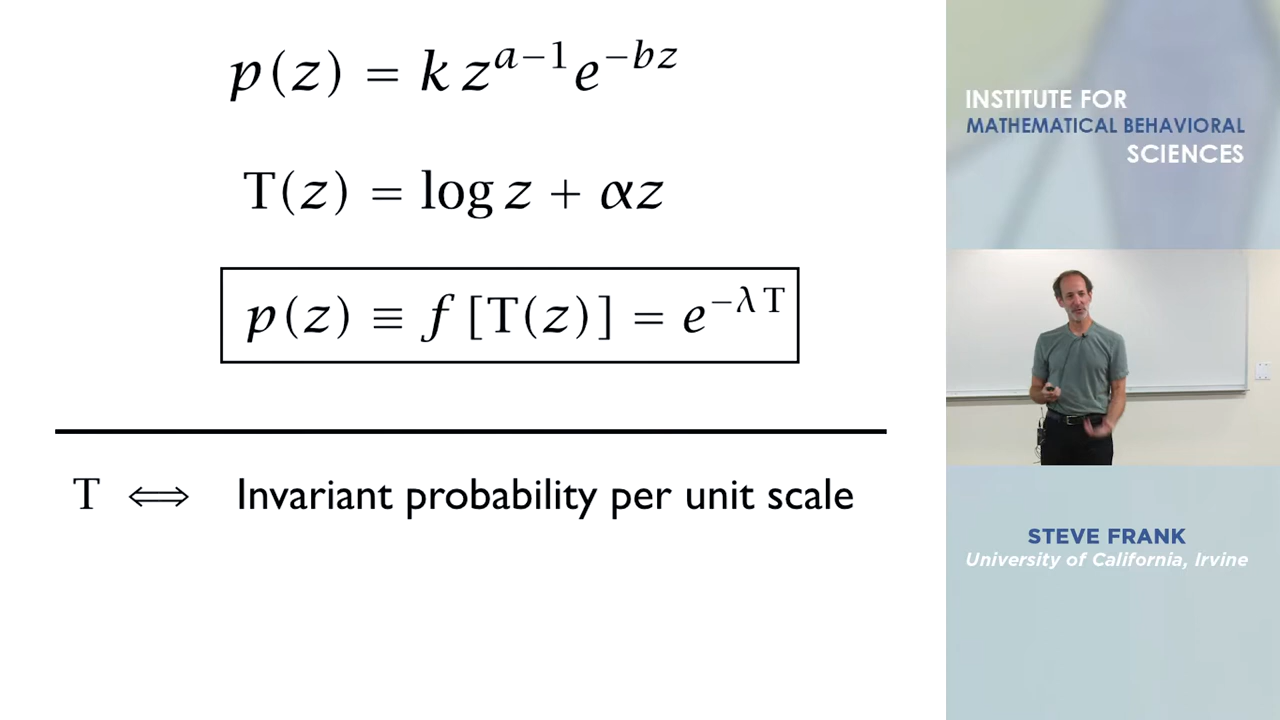 p(z) = k z^{a−1} e^{−bz}
T(z) = log z + αz
p(z) ≡ f [T(z)] = e^{−λT}
T ⟺ Invariant probability per unit scale
INSTITUTE FOR
MATHEMATICAL BEHAVIORAL
SCIENCES
STEVE FRANK
University of California, Irvine